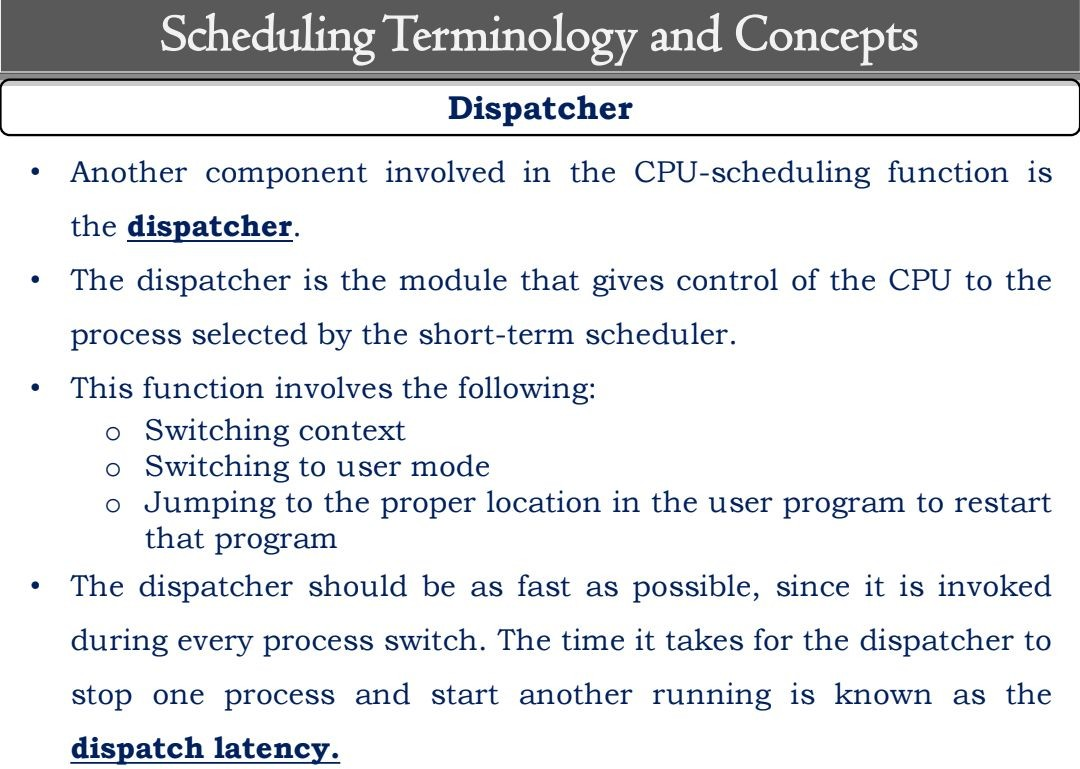 Scheduling Terminology and Concepts
Dispatcher
• Another component involved in the CPU-scheduling function is
the dispatcher.
• The dispatcher is the module that gives control of the CPU to the
process selected by the short-term scheduler.
• This function involves the following:
o Switching context
o Switching to user mode
o Jumping to the proper location in the user program to restart
that program
• The dispatcher should be as fast as possible, since it is invoked
during every process switch. The time it takes for the dispatcher to
stop one process and start another running is known as the
dispatch latency.